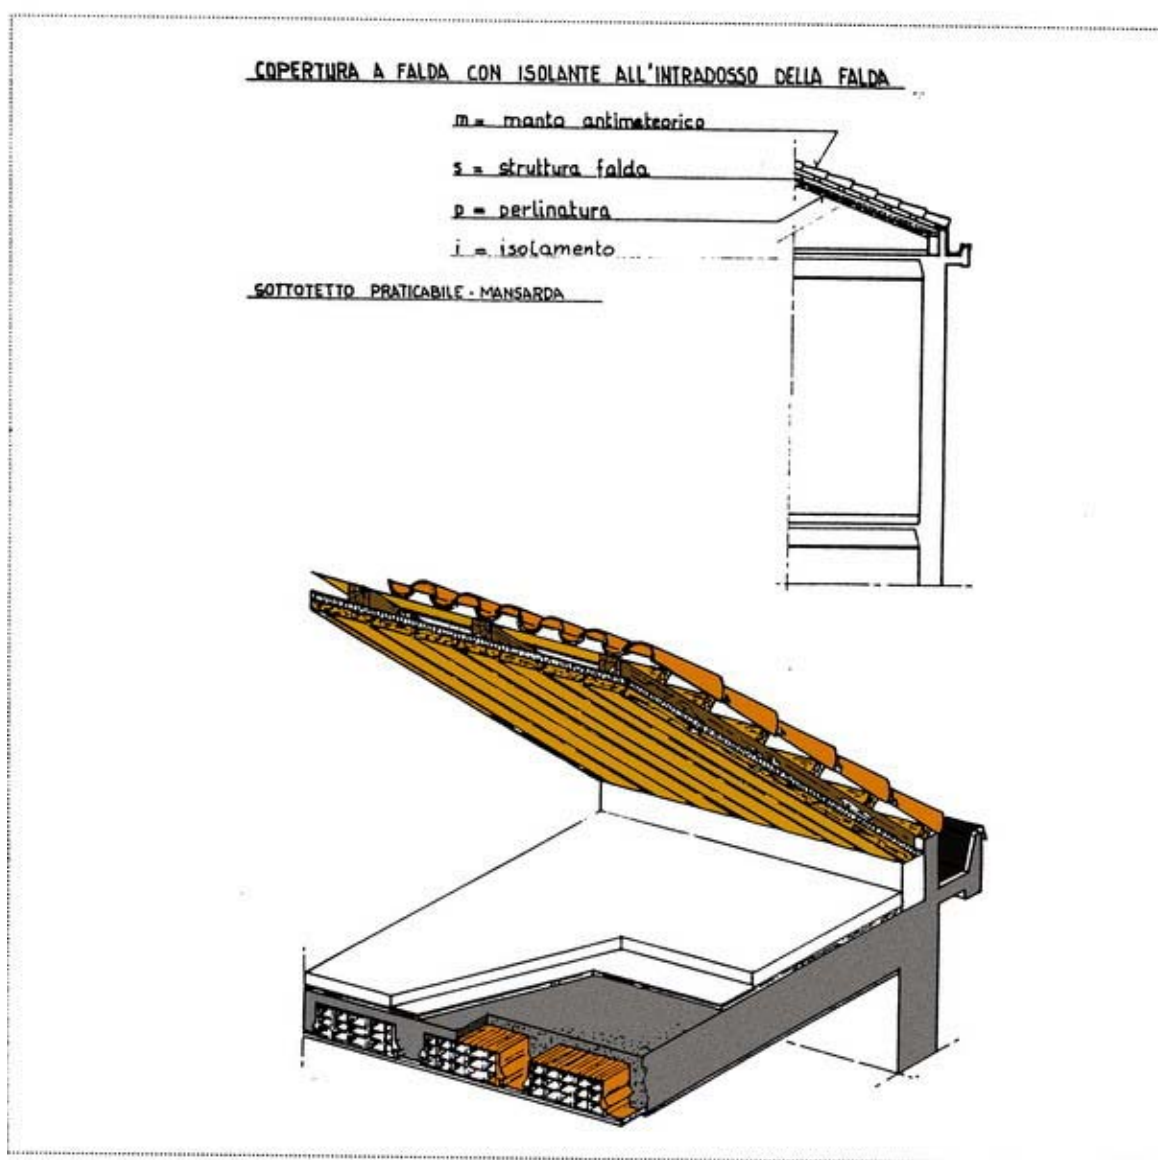 COPERTURA A FALDA CON ISOLANTE ALL'INTRADOSSO DELLA FALDA
m = manto antimeteorico
s = struttura falda
p = perlinatura
i = isolamento
SOTTOTETTO PRATICABILE - MANSARDA